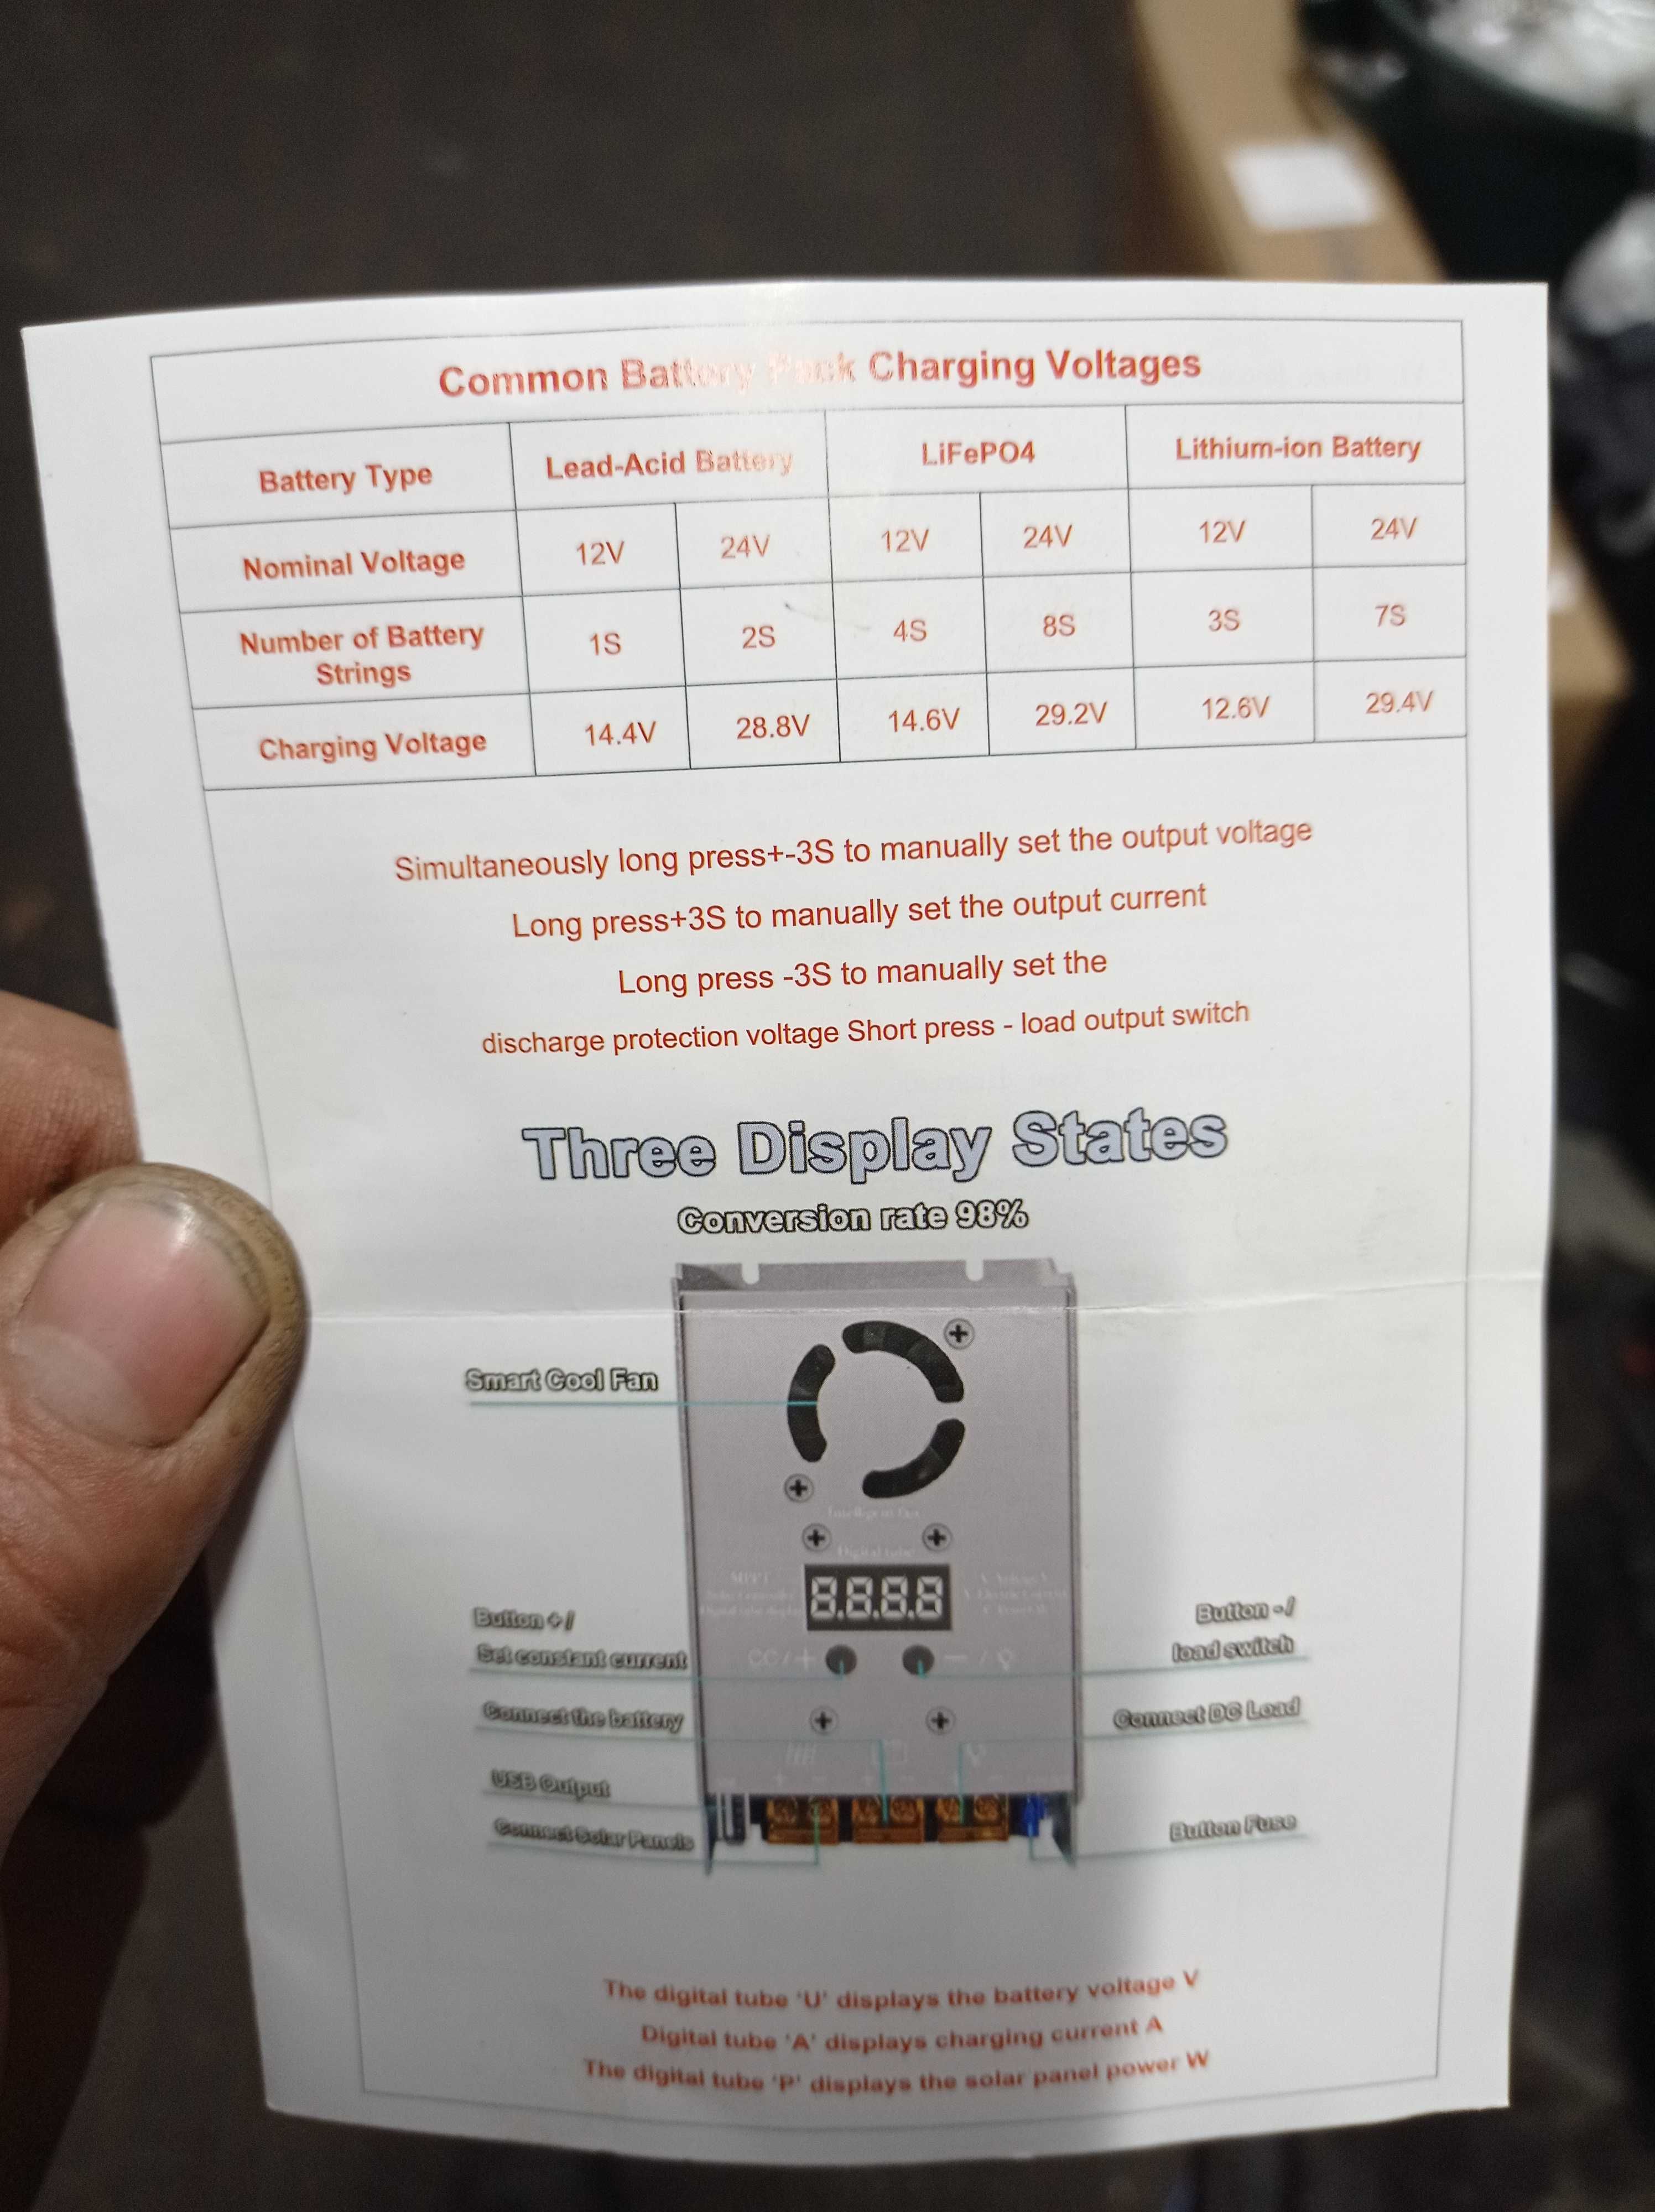 Common Battery Pack Charging Voltages
Battery Type Lead-Acid Battery LiFePO4 Lithium-ion Battery
Nominal Voltage 12V 24V 12V 24V 12V 24V
Number of Battery
Strings 1S 2S 4S 8S 3S 7S
Charging Voltage 14.4V 28.8V 14.6V 29.2V 12.6V 29.4V
Simultaneously long press+-3S to manually set the output voltage
Long press+3S to manually set the output current
Long press -3S to manually set the
discharge protection voltage Short press - load output switch
Three Display States
Conversion rate 98%
Smart Cool Fan
Digital tube
MPPT
8.8.8.8
Button +/
Set constant current
CC/+
- /
Button -/
load switch
Connect the battery
Connect DC Load
USB Output
Connect Solar Panels
Button Fuse
The digital tube 'U' displays the battery voltage V
Digital tube 'A' displays charging current A
The digital tube 'P' displays the solar panel power W